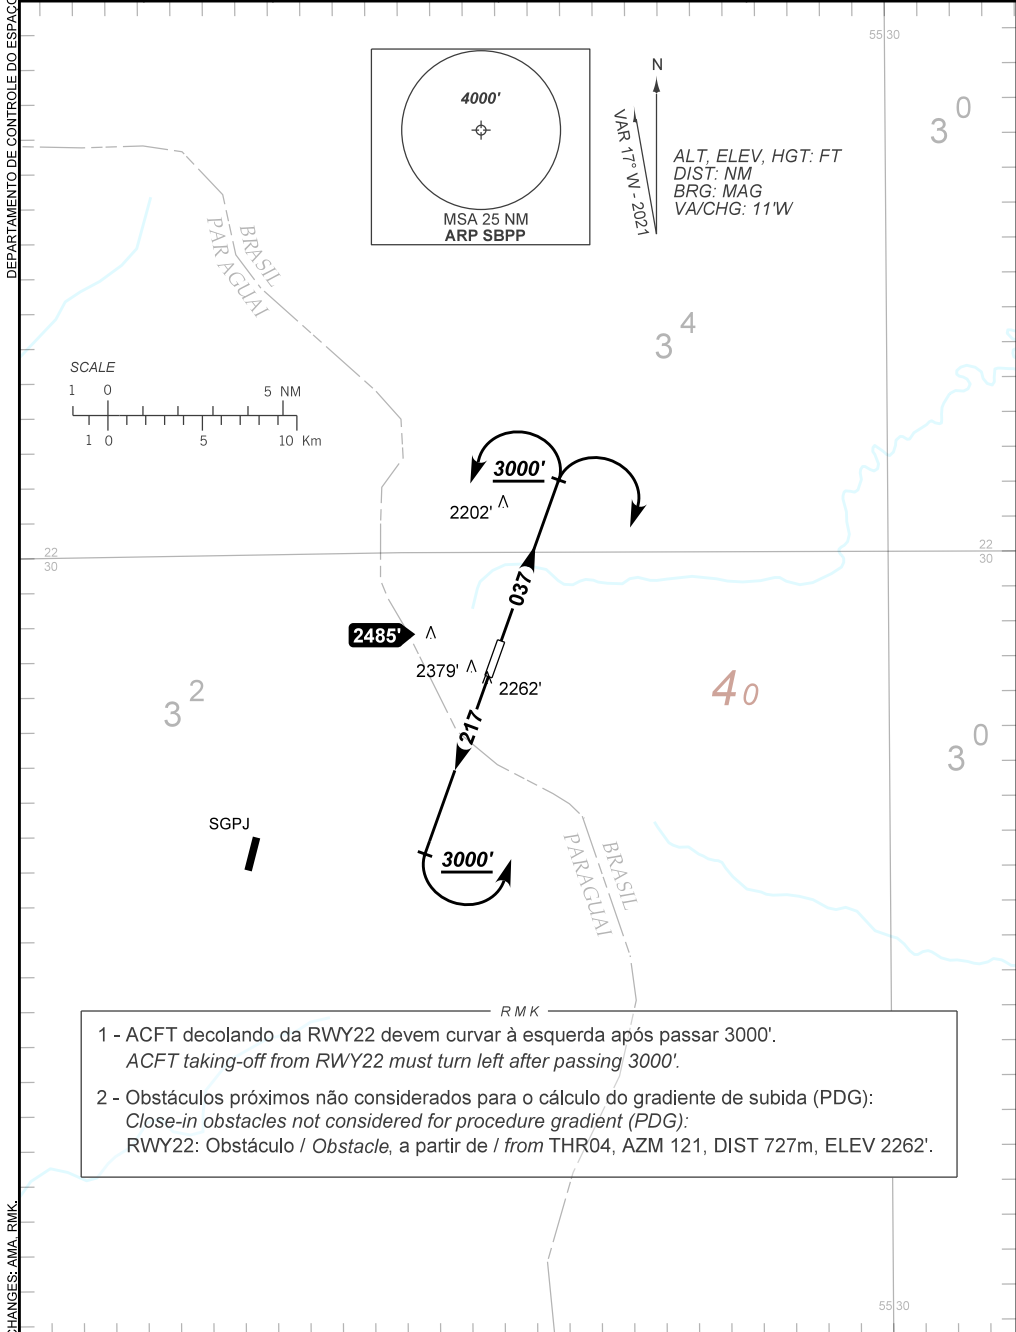 DEPARTAMENTO DE CONTROLE DO ESPAÇO
55 30
4000'
MSA 25 NM
ARP SBPP
N
VAR 17° W - 2021
ALT, ELEV, HGT: FT
DIST: NM
BRG: MAG
VA/CHG: 11'W
3 0
BRASIL
PARAGUAI
3 4
SCALE
1 0 5 NM
1 0 5 10 Km
3000'
2202'
22
30
22
30
037
2485'
2379'
2262'
3 2
4 0
217
3 0
SGPJ
3000'
BRASIL
PARAGUAI
RMK
1 - ACFT decolando da RWY22 devem curvar à esquerda após passar 3000'.
ACFT taking-off from RWY22 must turn left after passing 3000'.
2 - Obstáculos próximos não considerados para o cálculo do gradiente de subida (PDG):
Close-in obstacles not considered for procedure gradient (PDG):
RWY22: Obstáculo / Obstacle, a partir de / from THR04, AZM 121, DIST 727m, ELEV 2262'.
CHANGES: AMA, RMK.
55 30